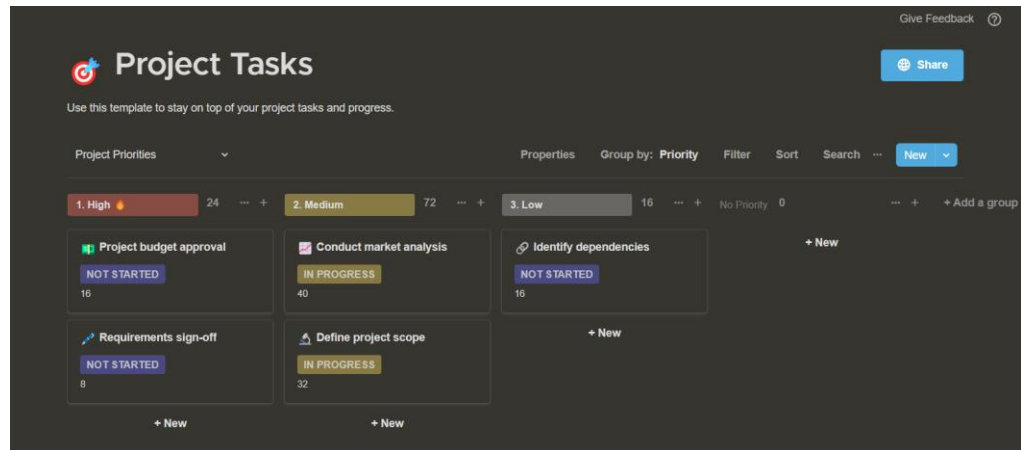 Give Feedback ?
Project Tasks
Share
Use this template to stay on top of your project tasks and progress.
Project Priorities
Properties Group by: Priority Filter Sort Search ... New
1. High 24 ... +
2. Medium 72 ... +
3. Low 16 ... +
No Priority 0 ... +
+ Add a group
Project budget approval
NOT STARTED
16
Requirements sign-off
NOT STARTED
8
+ New
Conduct market analysis
IN PROGRESS
40
Define project scope
IN PROGRESS
32
+ New
Identify dependencies
NOT STARTED
16
+ New
+ New